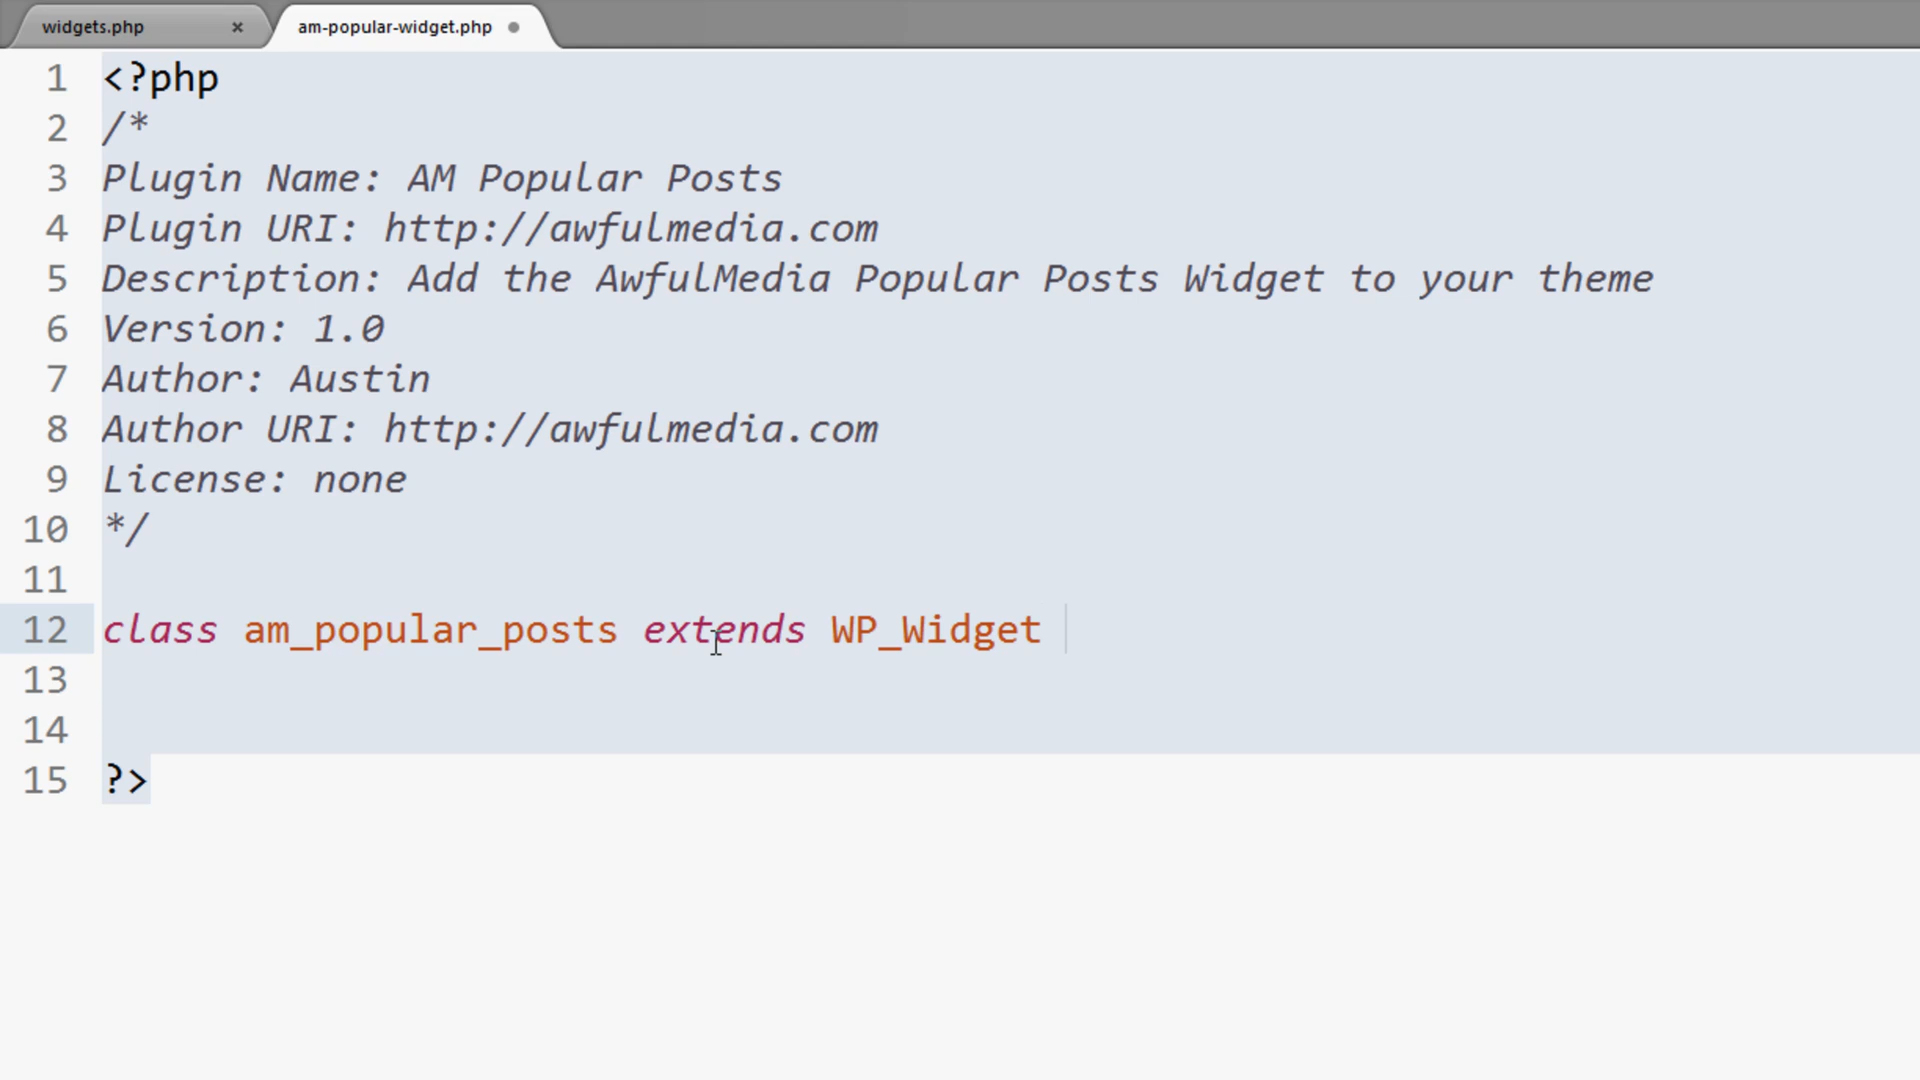 widgets.php × am-popular-widget.php
1 <?php
2 /*
3 Plugin Name: AM Popular Posts
4 Plugin URI: http://awfulmedia.com
5 Description: Add the AwfulMedia Popular Posts Widget to your theme
6 Version: 1.0
7 Author: Austin
8 Author URI: http://awfulmedia.com
9 License: none
10 */
11
12 class am_popular_posts extends WP_Widget
13
14
15 ?>